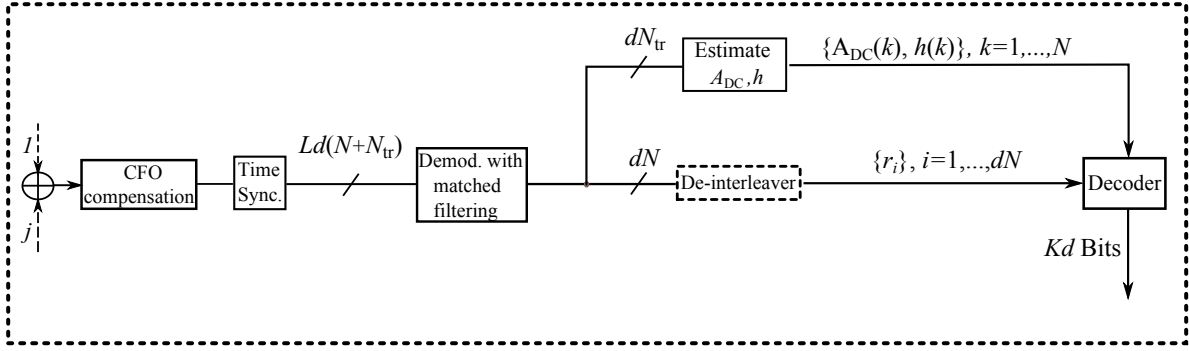 1
j
CFO
compensation
Time
Sync.
Ld(N+N_tr)
Demod. with
matched
filtering
dN_tr
Estimate
A_DC, h
{A_DC(k), h(k)}, k=1,...,N
dN
De-interleaver
{r_i}, i=1,...,dN
Decoder
Kd Bits